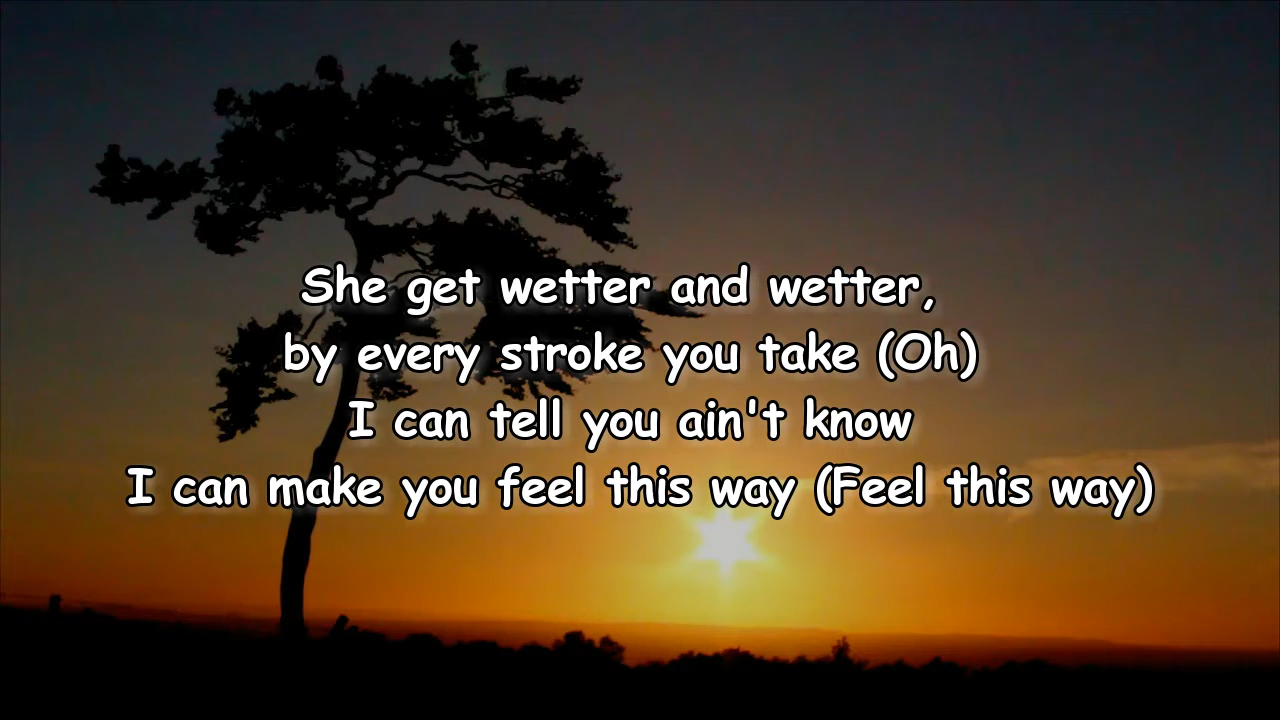 She get wetter and wetter,
by every stroke you take (Oh)
I can tell you ain't know
I can make you feel this way (Feel this way)